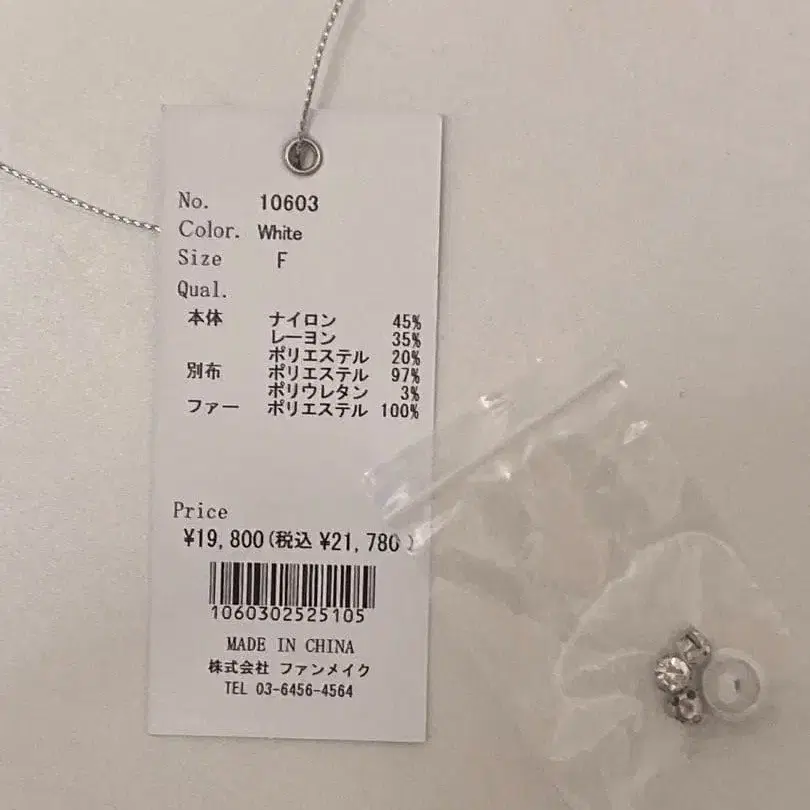 No. 10603
Color. White
Size F
Qual.
本体 ナイロン 45%
レーヨン 35%
ポリエステル 20%
別布 ポリエステル 97%
ポリウレタン 3%
ファー ポリエステル 100%
Price
¥19,800(税込 ¥21,780 )
1060302525105
MADE IN CHINA
株式会社 ファンメイク
TEL 03-6456-4564